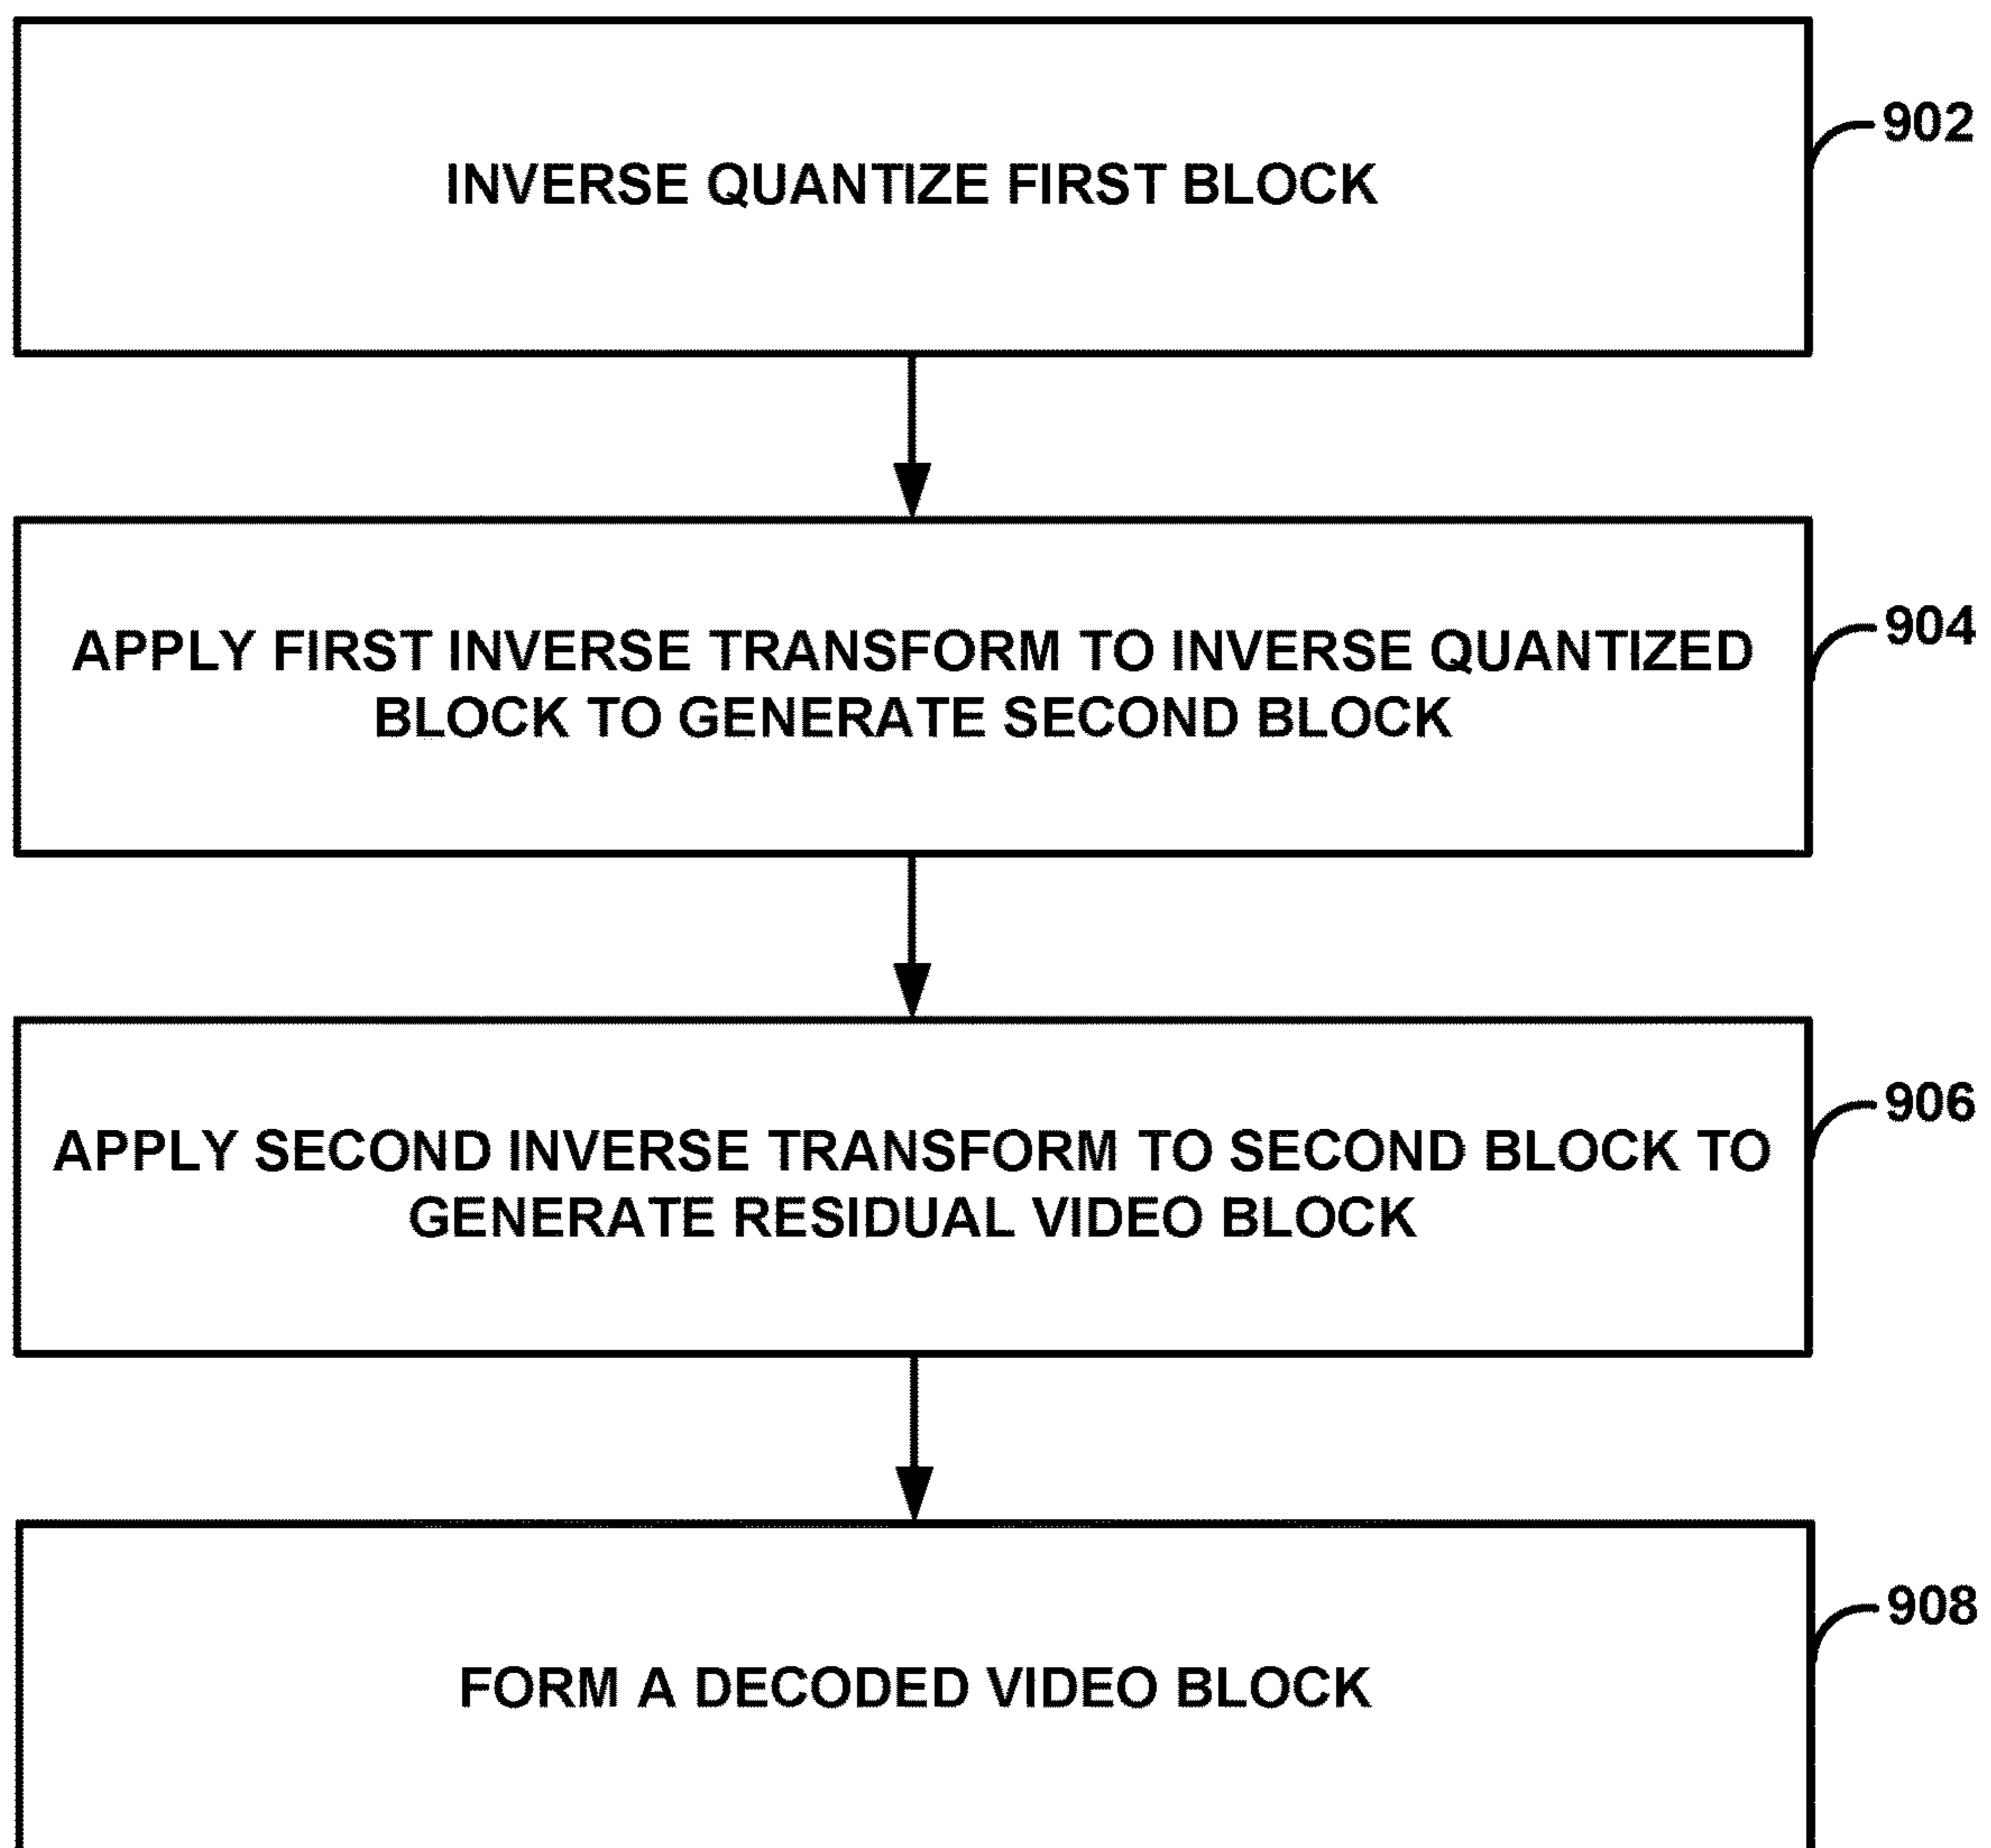 902
INVERSE QUANTIZE FIRST BLOCK
904
APPLY FIRST INVERSE TRANSFORM TO INVERSE QUANTIZED
BLOCK TO GENERATE SECOND BLOCK
906
APPLY SECOND INVERSE TRANSFORM TO SECOND BLOCK TO
GENERATE RESIDUAL VIDEO BLOCK
908
FORM A DECODED VIDEO BLOCK